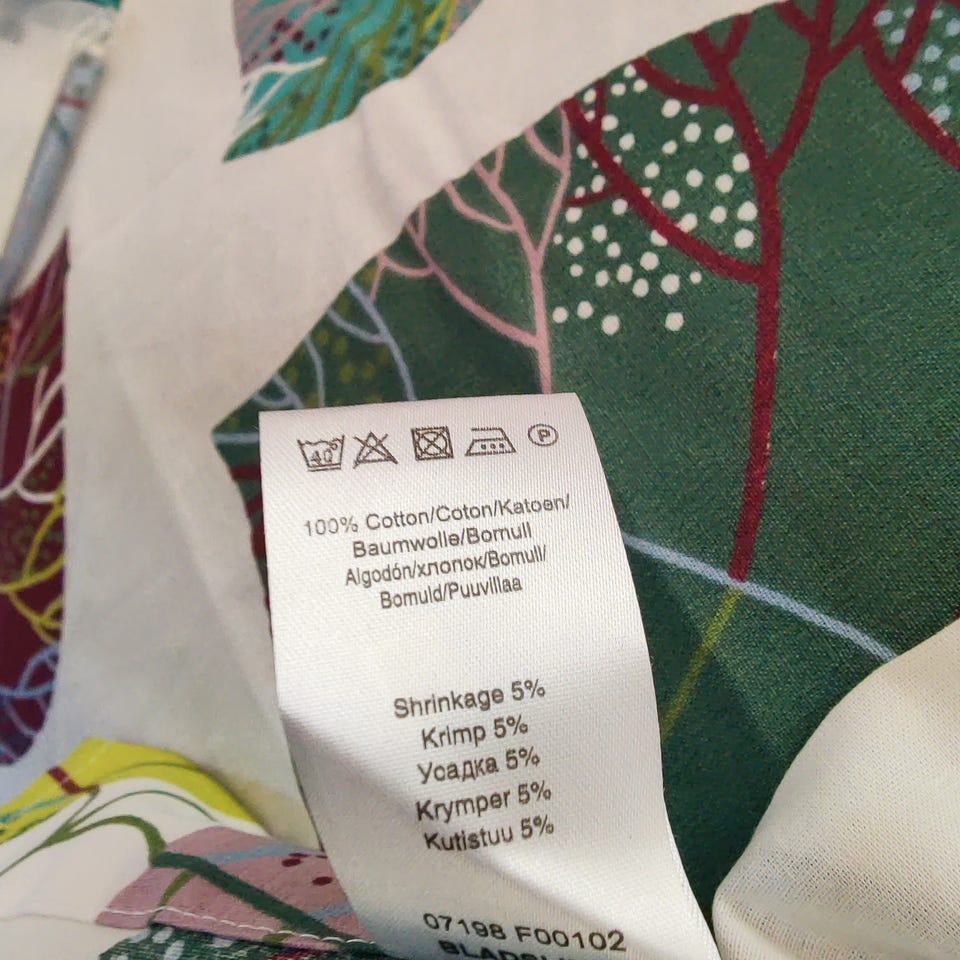 40°
P
100% Cotton/Coton/Katoen/
Baumwolle/Bomull
Algodón/хлопок/Bomull/
Bomuld/Puuvillaa
Shrinkage 5%
Krimp 5%
Усадка 5%
Krymper 5%
Kutistuu 5%
07198 F00102